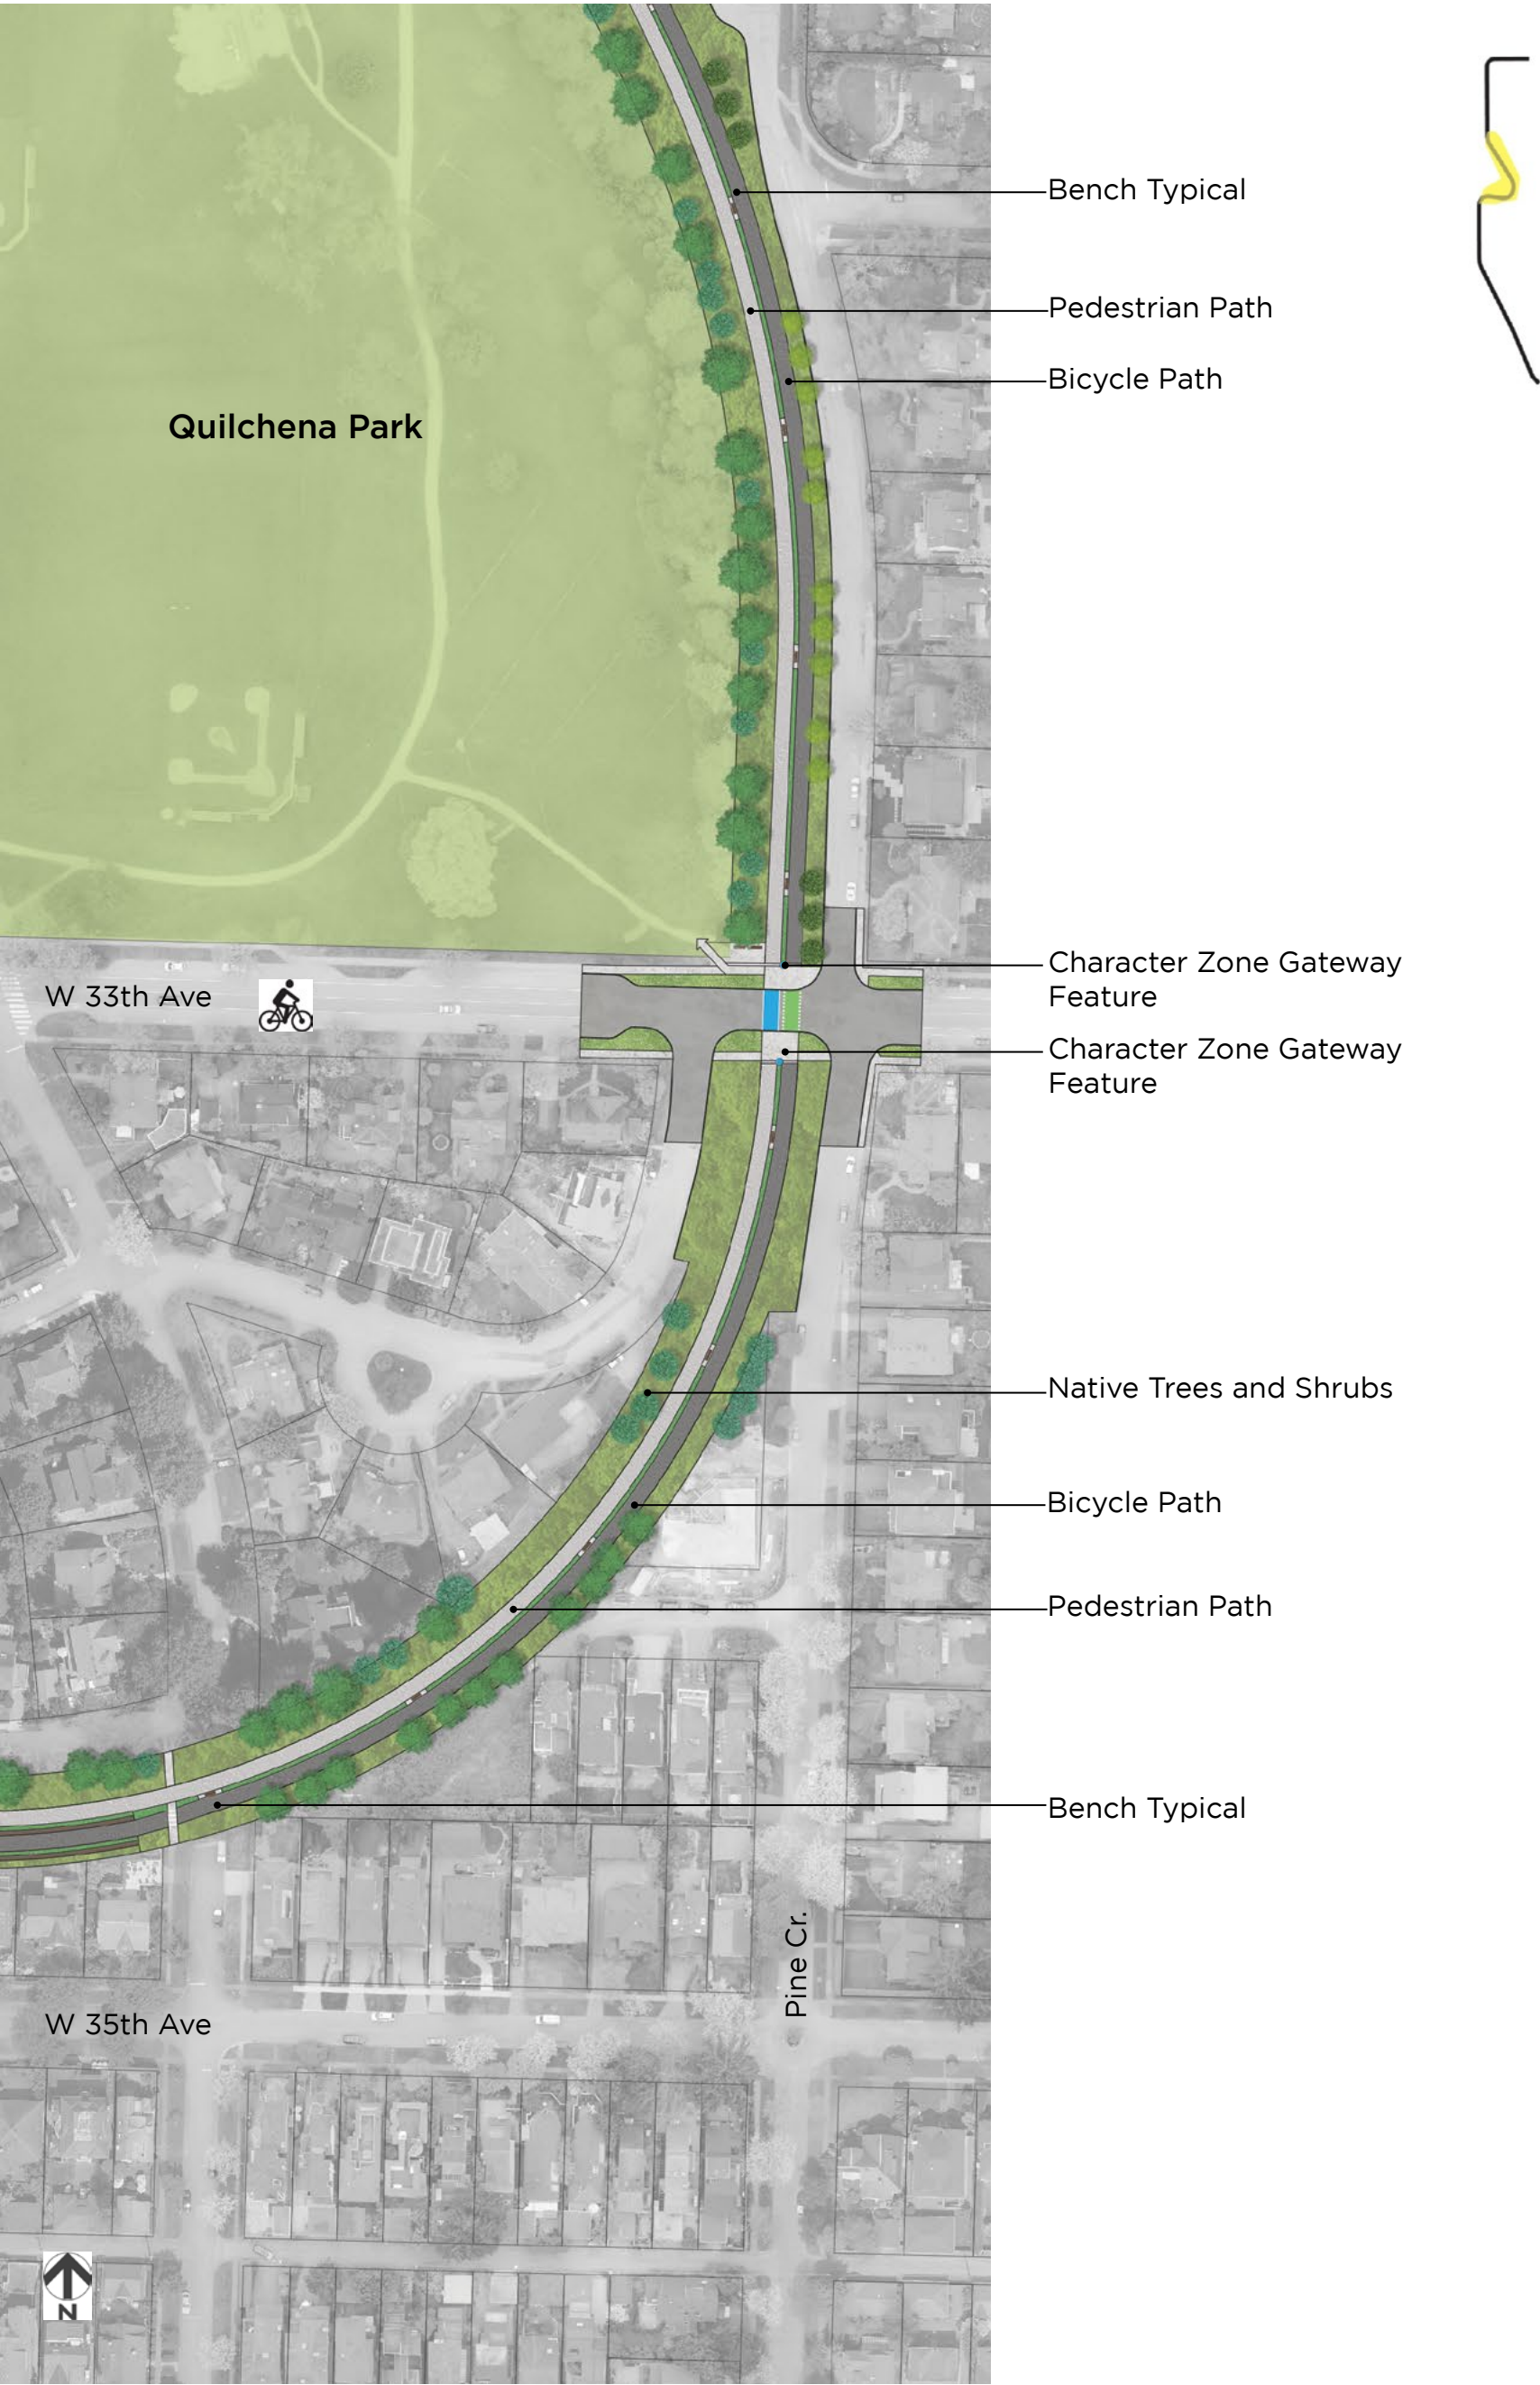 Bench Typical
Pedestrian Path
Bicycle Path
Quilchena Park
Character Zone Gateway
Feature
W 33th Ave
Character Zone Gateway
Feature
Native Trees and Shrubs
Bicycle Path
Pedestrian Path
Bench Typical
Pine Cr.
W 35th Ave
N